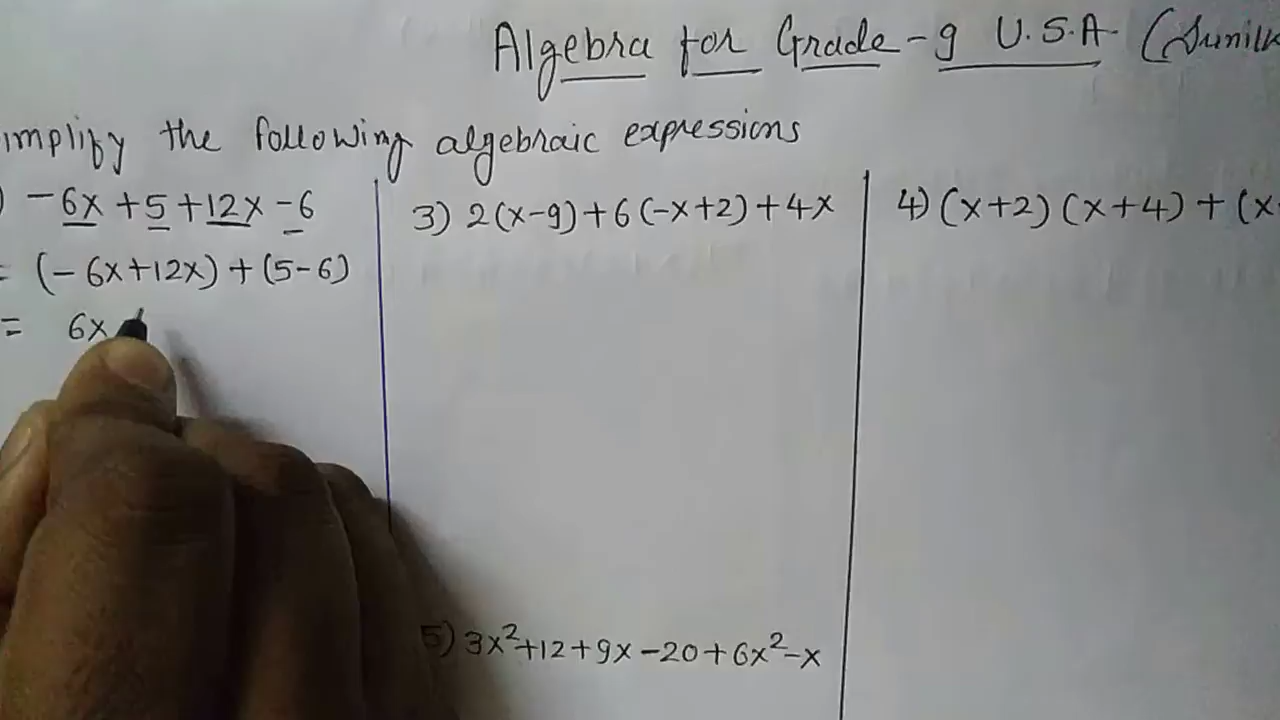 Algebra for Grade-9 U.S.A (Sunilk
implify the following algebraic expressions
) -6x +5 +12x -6
= (-6x+12x) + (5-6)
= 6x
3) 2(x-9)+6(-x+2)+4x
5) 3x²+12+9x-20+6x²-x
4) (x+2)(x+4)+(x